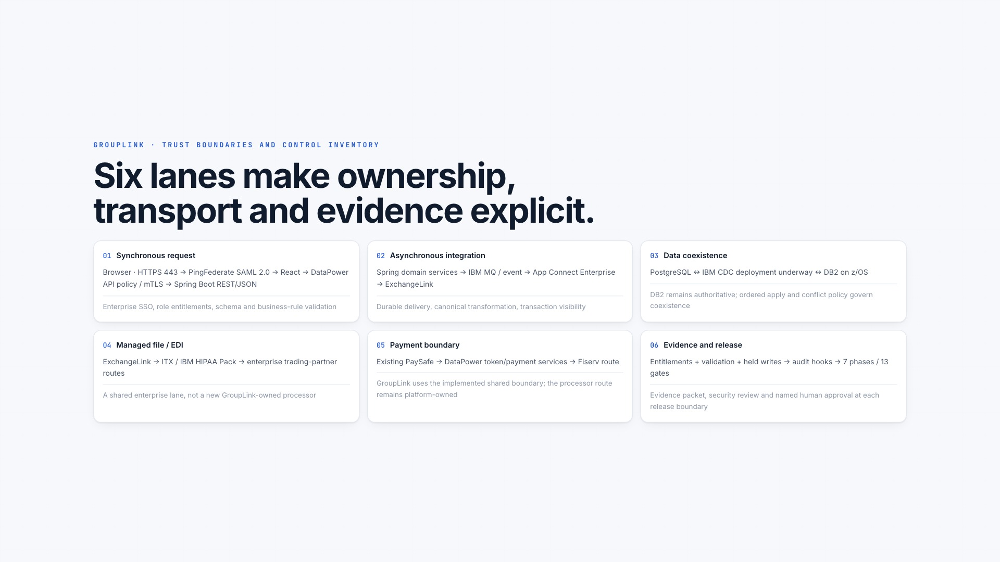 GROUPLINK · TRUST BOUNDARIES AND CONTROL INVENTORY
Six lanes make ownership,
transport and evidence explicit.
01 Synchronous request
Browser · HTTPS 443 → PingFederate SAML 2.0 → React → DataPower
API policy / mTLS → Spring Boot REST/JSON
Enterprise SSO, role entitlements, schema and business-rule validation
02 Asynchronous integration
Spring domain services → IBM MQ / event → App Connect Enterprise
→ ExchangeLink
Durable delivery, canonical transformation, transaction visibility
03 Data coexistence
PostgreSQL ↔ IBM CDC deployment underway ↔ DB2 on z/OS
DB2 remains authoritative; ordered apply and conflict policy govern
coexistence
04 Managed file / EDI
ExchangeLink → ITX / IBM HIPAA Pack → enterprise trading-partner
routes
A shared enterprise lane, not a new GroupLink-owned processor
05 Payment boundary
Existing PaySafe → DataPower token/payment services → Fiserv route
GroupLink uses the implemented shared boundary; the processor route
remains platform-owned
06 Evidence and release
Entitlements + validation + held writes → audit hooks → 7 phases / 13
gates
Evidence packet, security review and named human approval at each
release boundary